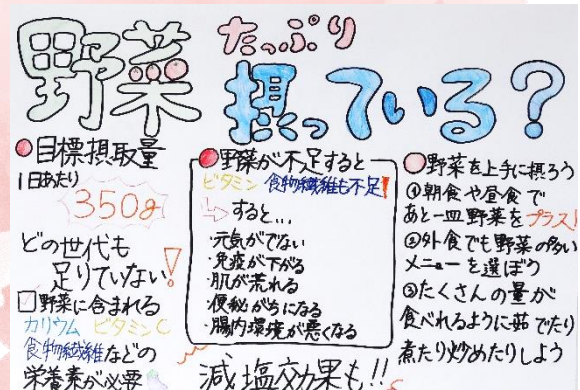 野菜たっぷり
摂っている?
●目標摂取量
1日あたり
350g
どの世代も
足りていない!
野菜に含まれる
カリウム ビタミンC
食物繊維などの
栄養素が必要
●野菜が不足すると
ビタミン 食物繊維も不足!
すると...
・元気がでない
・免疫が下がる
・肌が荒れる
・便秘がちになる
・腸内環境が悪くなる
減塩効果も!!
○野菜を上手に摂ろう
①朝食や昼食で
あと一皿野菜をプラス!
②外食でも野菜の多い
メニューを選ぼう
③たくさんの量が
食べれるように茹でたり
煮たり炒めたりしよう